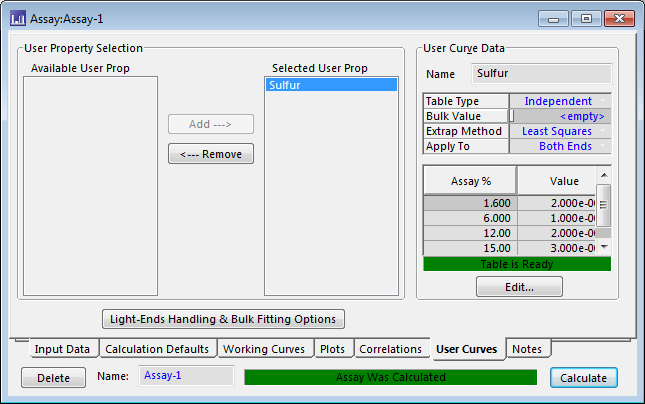 Assay:Assay-1
User Property Selection
Available User Prop
Selected User Prop
Sulfur
Add --->
<--- Remove
Light-Ends Handling & Bulk Fitting Options
User Curve Data
Name Sulfur
Table Type Independent
Bulk Value <empty>
Extrap Method Least Squares
Apply To Both Ends
Assay % Value
1.600 2.000e-0
6.000 1.000e-0
12.00 2.000e-0
15.00 3.000e-0
Table is Ready
Edit...
Input Data Calculation Defaults Working Curves Plots Correlations User Curves Notes
Delete Name: Assay-1 Assay Was Calculated Calculate